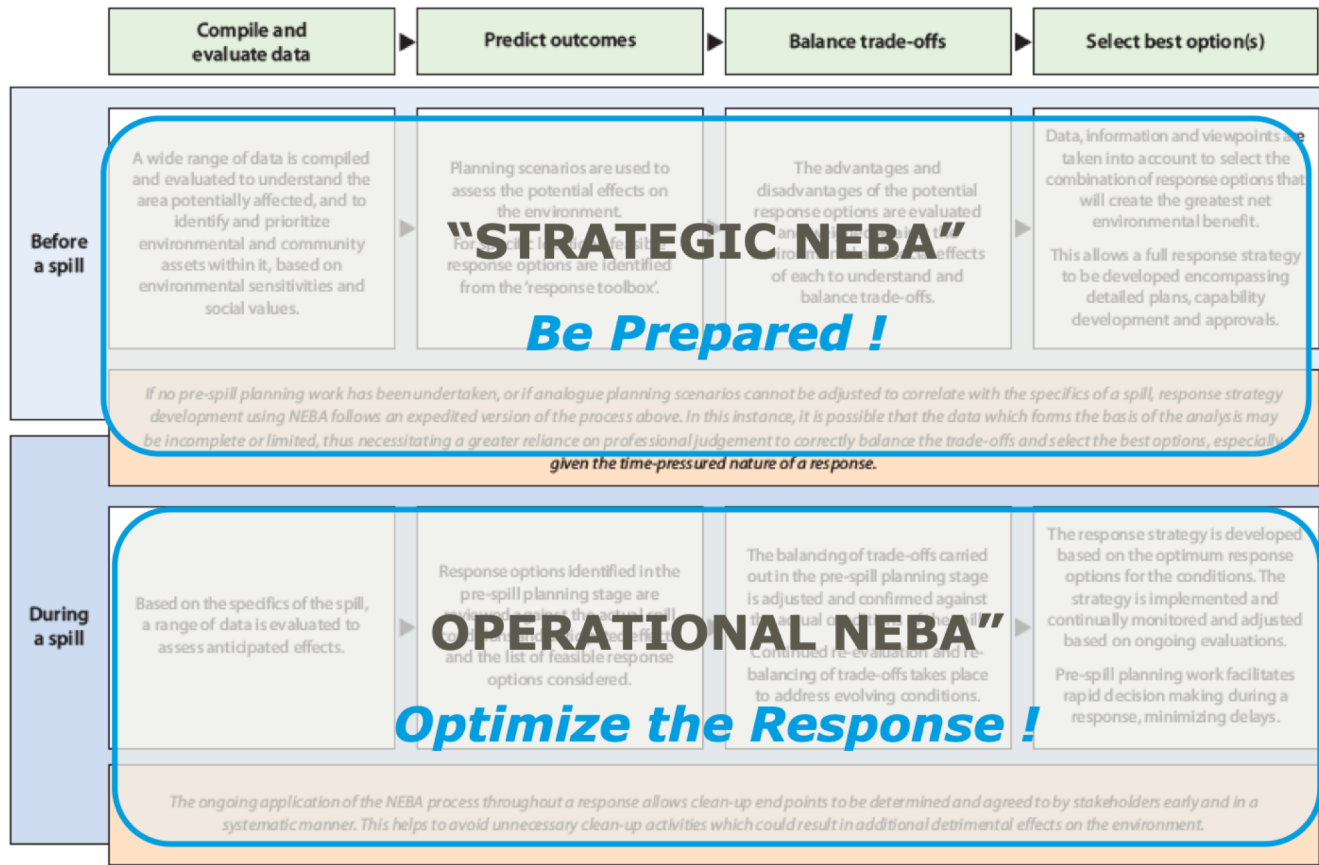 Compile and
evaluate data
Predict outcomes
Balance trade-offs
Select best option(s)
Before
a spill
A wide range of data is compiled
and evaluated to understand the
area potentially affected, and to
identify and prioritize
environmental and community
assets within it, based on
environmental sensitivities and
social values.
Planning scenarios are used to
assess the potential effects on
the environment.
For feasible
response options are identified
from the 'response toolbox'.
The advantages and
disadvantages of the potential
response options are evaluated
and
effects
of each to understand and
balance trade-offs.
Data, information and viewpoints are
taken into account to select the
combination of response options that
will create the greatest net
environmental benefit.
This allows a full response strategy
to be developed encompassing
detailed plans, capability
development and approvals.
“STRATEGIC NEBA”
Be Prepared !
If no pre-spill planning work has been undertaken, or if analogue planning scenarios cannot be adjusted to correlate with the specifics of a spill, response strategy
development using NEBA follows an expedited version of the process above. In this instance, it is possible that the data which forms the basis of the analysis may
be incomplete or limited, thus necessitating a greater reliance on professional judgement to correctly balance the trade-offs and select the best options, especially
given the time-pressured nature of a response.
During
a spill
Based on the specifics of the spill,
a range of data is evaluated to
assess anticipated effects.
Response options identified in the
pre-spill planning stage are
reviewed against the actual spill
and the list of feasible response
options considered.
The balancing of trade-offs carried
out in the pre-spill planning stage
is adjusted and confirmed against
the actual
Continued re-evaluation and re-
balancing of trade-offs takes place
to address evolving conditions.
The response strategy is developed
based on the optimum response
options for the conditions. The
strategy is implemented and
continually monitored and adjusted
based on ongoing evaluations.
Pre-spill planning work facilitates
rapid decision making during a
response, minimizing delays.
OPERATIONAL NEBA”
Optimize the Response !
The ongoing application of the NEBA process throughout a response allows clean-up end points to be determined and agreed to by stakeholders early and in a
systematic manner. This helps to avoid unnecessary clean-up activities which could result in additional detrimental effects on the environment.